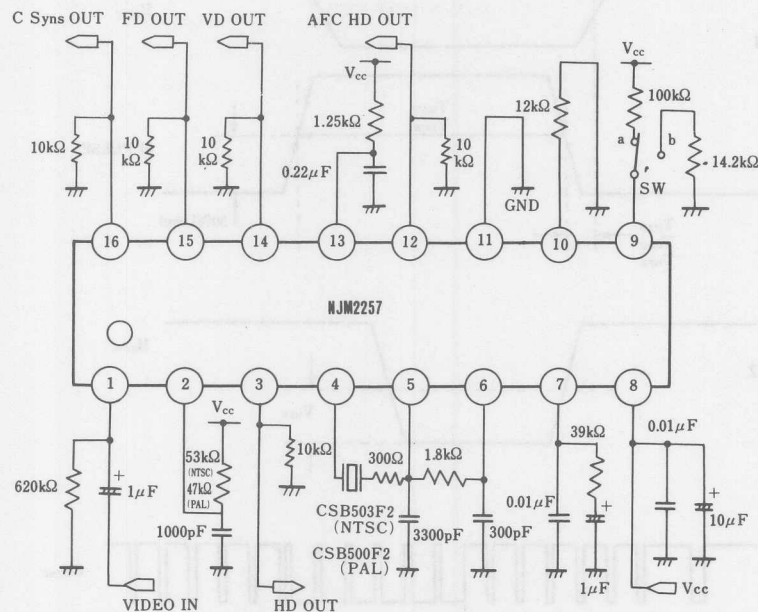 C Syns OUT FD OUT VD OUT AFC HD OUT
Vcc
Vcc
12kΩ
100kΩ
1.25kΩ
10kΩ
10 kΩ
10 kΩ
10 kΩ
a b
14.2kΩ
0.22μF
SW
GND
16 15 14 13 12 11 10 9
NJM2257
1 2 3 4 5 6 7 8
Vcc
0.01μF
39kΩ
10kΩ
1.8kΩ
53kΩ
(NTSC)
47kΩ
(PAL)
300Ω
620kΩ
+
1μF
0.01μF
+
+
10μF
CSB503F2
(NTSC)
3300pF
300pF
1000pF
CSB500F2
(PAL)
1μF
Vcc
VIDEO IN
HD OUT